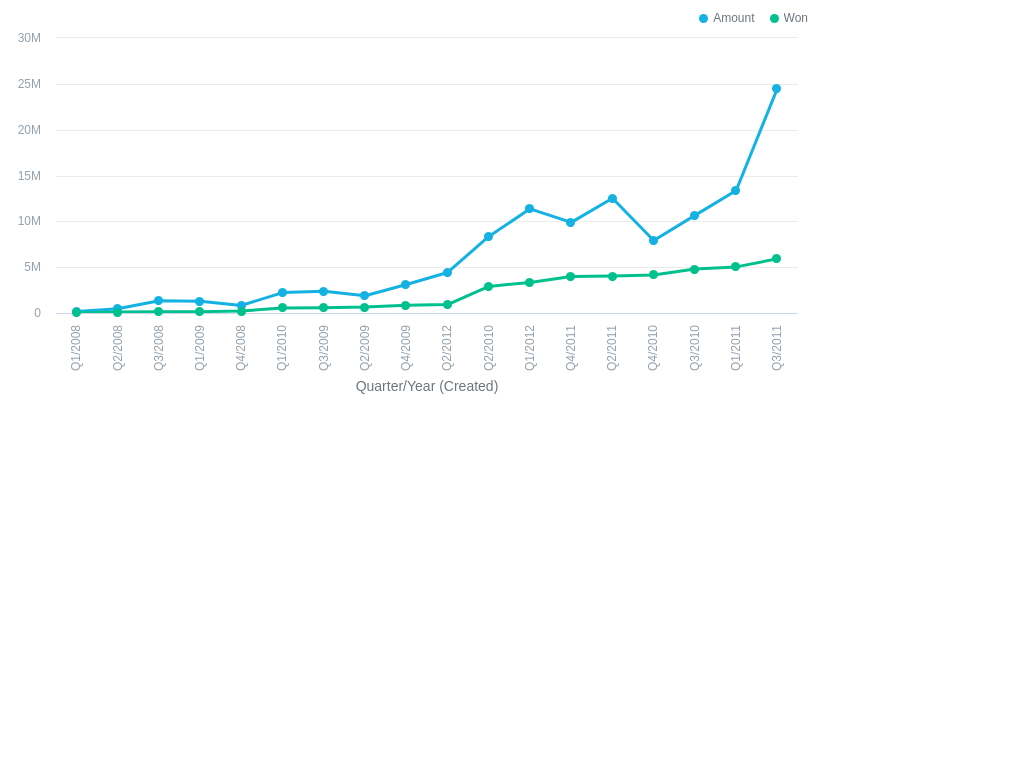 Amount Won
30M
25M
20M
15M
10M
5M
0
Q1/2008
Q2/2008
Q3/2008
Q1/2009
Q4/2008
Q1/2010
Q3/2009
Q2/2009
Q4/2009
Q2/2012
Q2/2010
Q1/2012
Q4/2011
Q2/2011
Q4/2010
Q3/2010
Q1/2011
Q3/2011
Quarter/Year (Created)